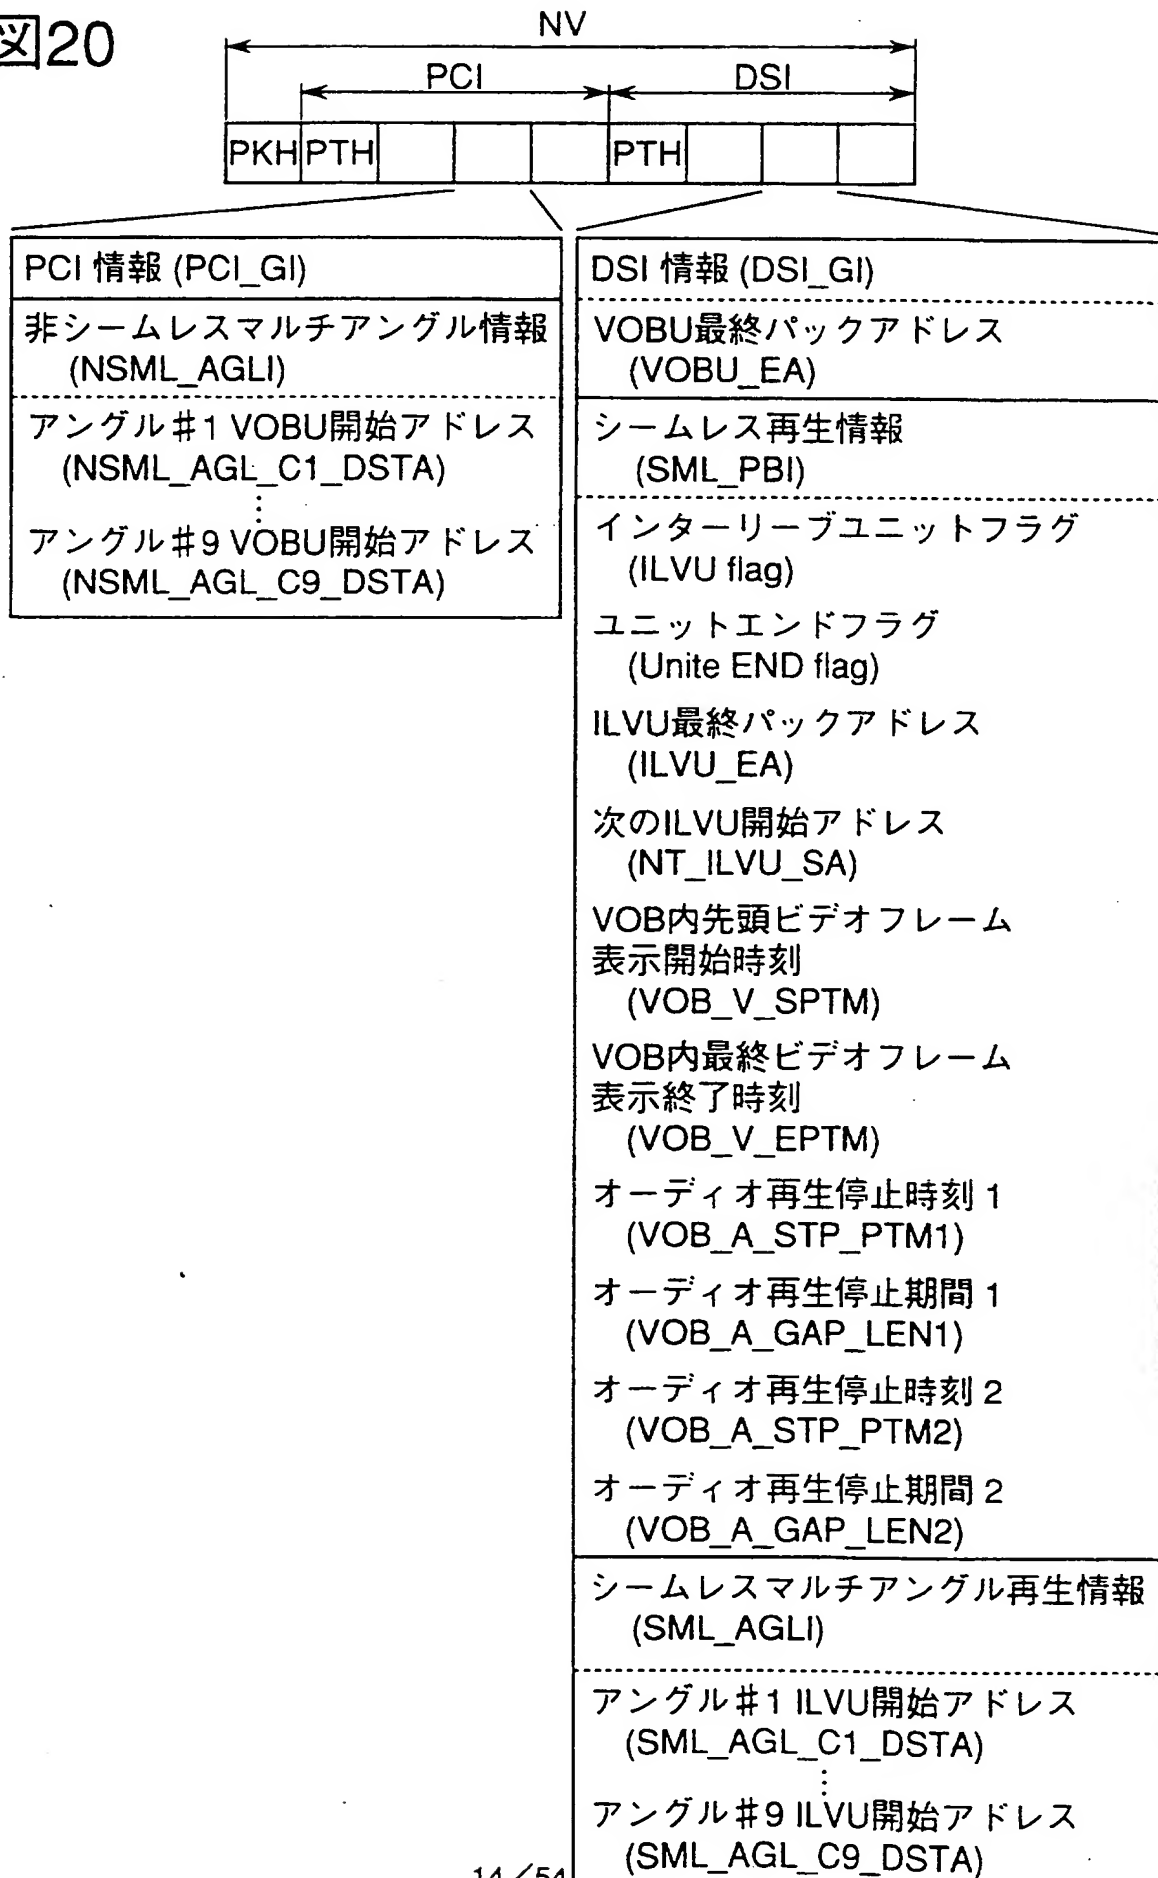 図20
NV
PCI
DSI
PKH PTH PTH
PCI 情報 (PCI_GI)
非シームレスマルチアングル情報
(NSML_AGLI)
アングル♯1 VOBU開始アドレス
(NSML_AGL_C1_DSTA)
⋮
アングル♯9 VOBU開始アドレス
(NSML_AGL_C9_DSTA)
DSI 情報 (DSI_GI)
VOBU最終パックアドレス
(VOBU_EA)
シームレス再生情報
(SML_PBI)
インターリーブユニットフラグ
(ILVU flag)
ユニットエンドフラグ
(Unite END flag)
ILVU最終パックアドレス
(ILVU_EA)
次のILVU開始アドレス
(NT_ILVU_SA)
VOB内先頭ビデオフレーム
表示開始時刻
(VOB_V_SPTM)
VOB内最終ビデオフレーム
表示終了時刻
(VOB_V_EPTM)
オーディオ再生停止時刻 1
(VOB_A_STP_PTM1)
オーディオ再生停止期間 1
(VOB_A_GAP_LEN1)
オーディオ再生停止時刻 2
(VOB_A_STP_PTM2)
オーディオ再生停止期間 2
(VOB_A_GAP_LEN2)
シームレスマルチアングル再生情報
(SML_AGLI)
アングル♯1 ILVU開始アドレス
(SML_AGL_C1_DSTA)
⋮
アングル♯9 ILVU開始アドレス
(SML_AGL_C9_DSTA)
14/54